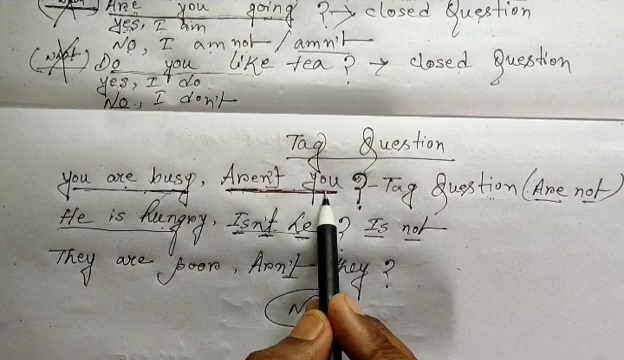 Are you going ? → closed Question
Yes, I am
No, I am not / amn't
(what) Do you like tea ? → closed Question
yes, I do
No, I don't
Tag Question
you are busy, Aren't you ? - Tag Question (Are not)
He is hungry, Isn't he ? Is not
They are poor, Arn't they ?